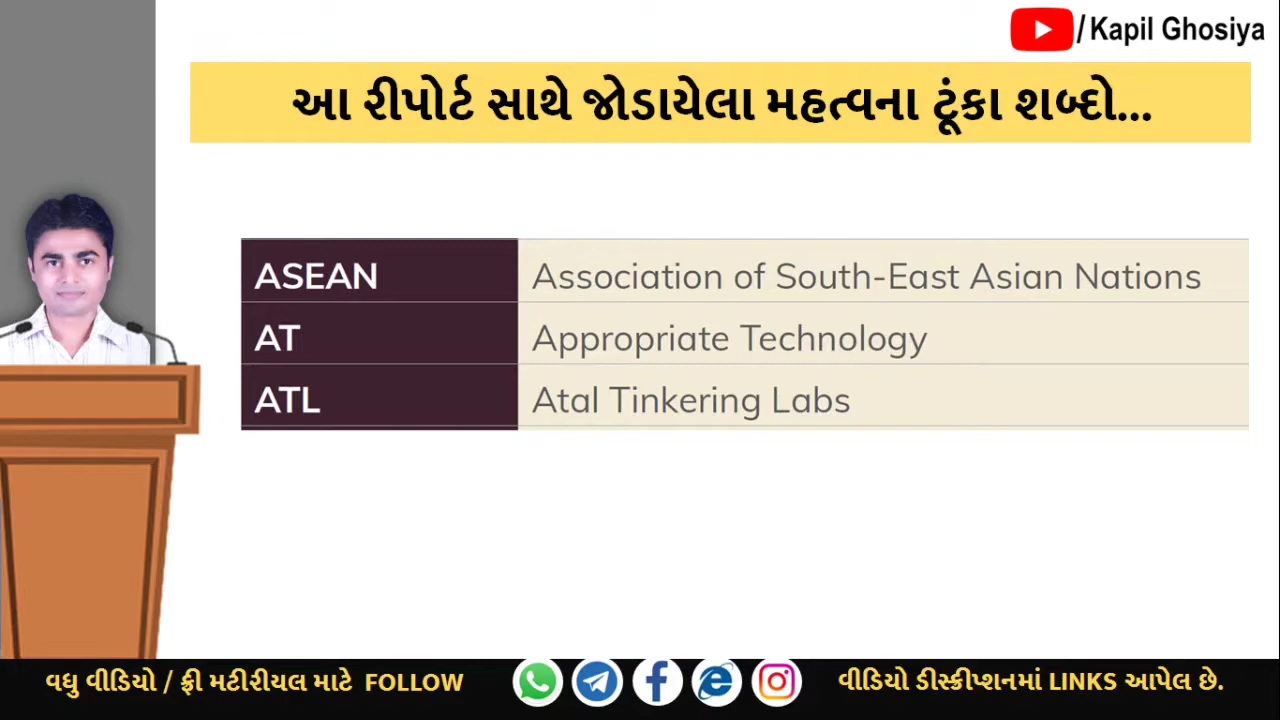 /Kapil Ghosiya
આ રીપોર્ટ સાથે જોડાયેલા મહત્વના ટૂંકા શબ્દો...
ASEAN Association of South-East Asian Nations
AT Appropriate Technology
ATL Atal Tinkering Labs
વધુ વીડિયો / ફ્રી મટીરીયલ માટે FOLLOW
વીડિયો ડીસ્ક્રીપ્શનમાં LINKS આપેલ છે.